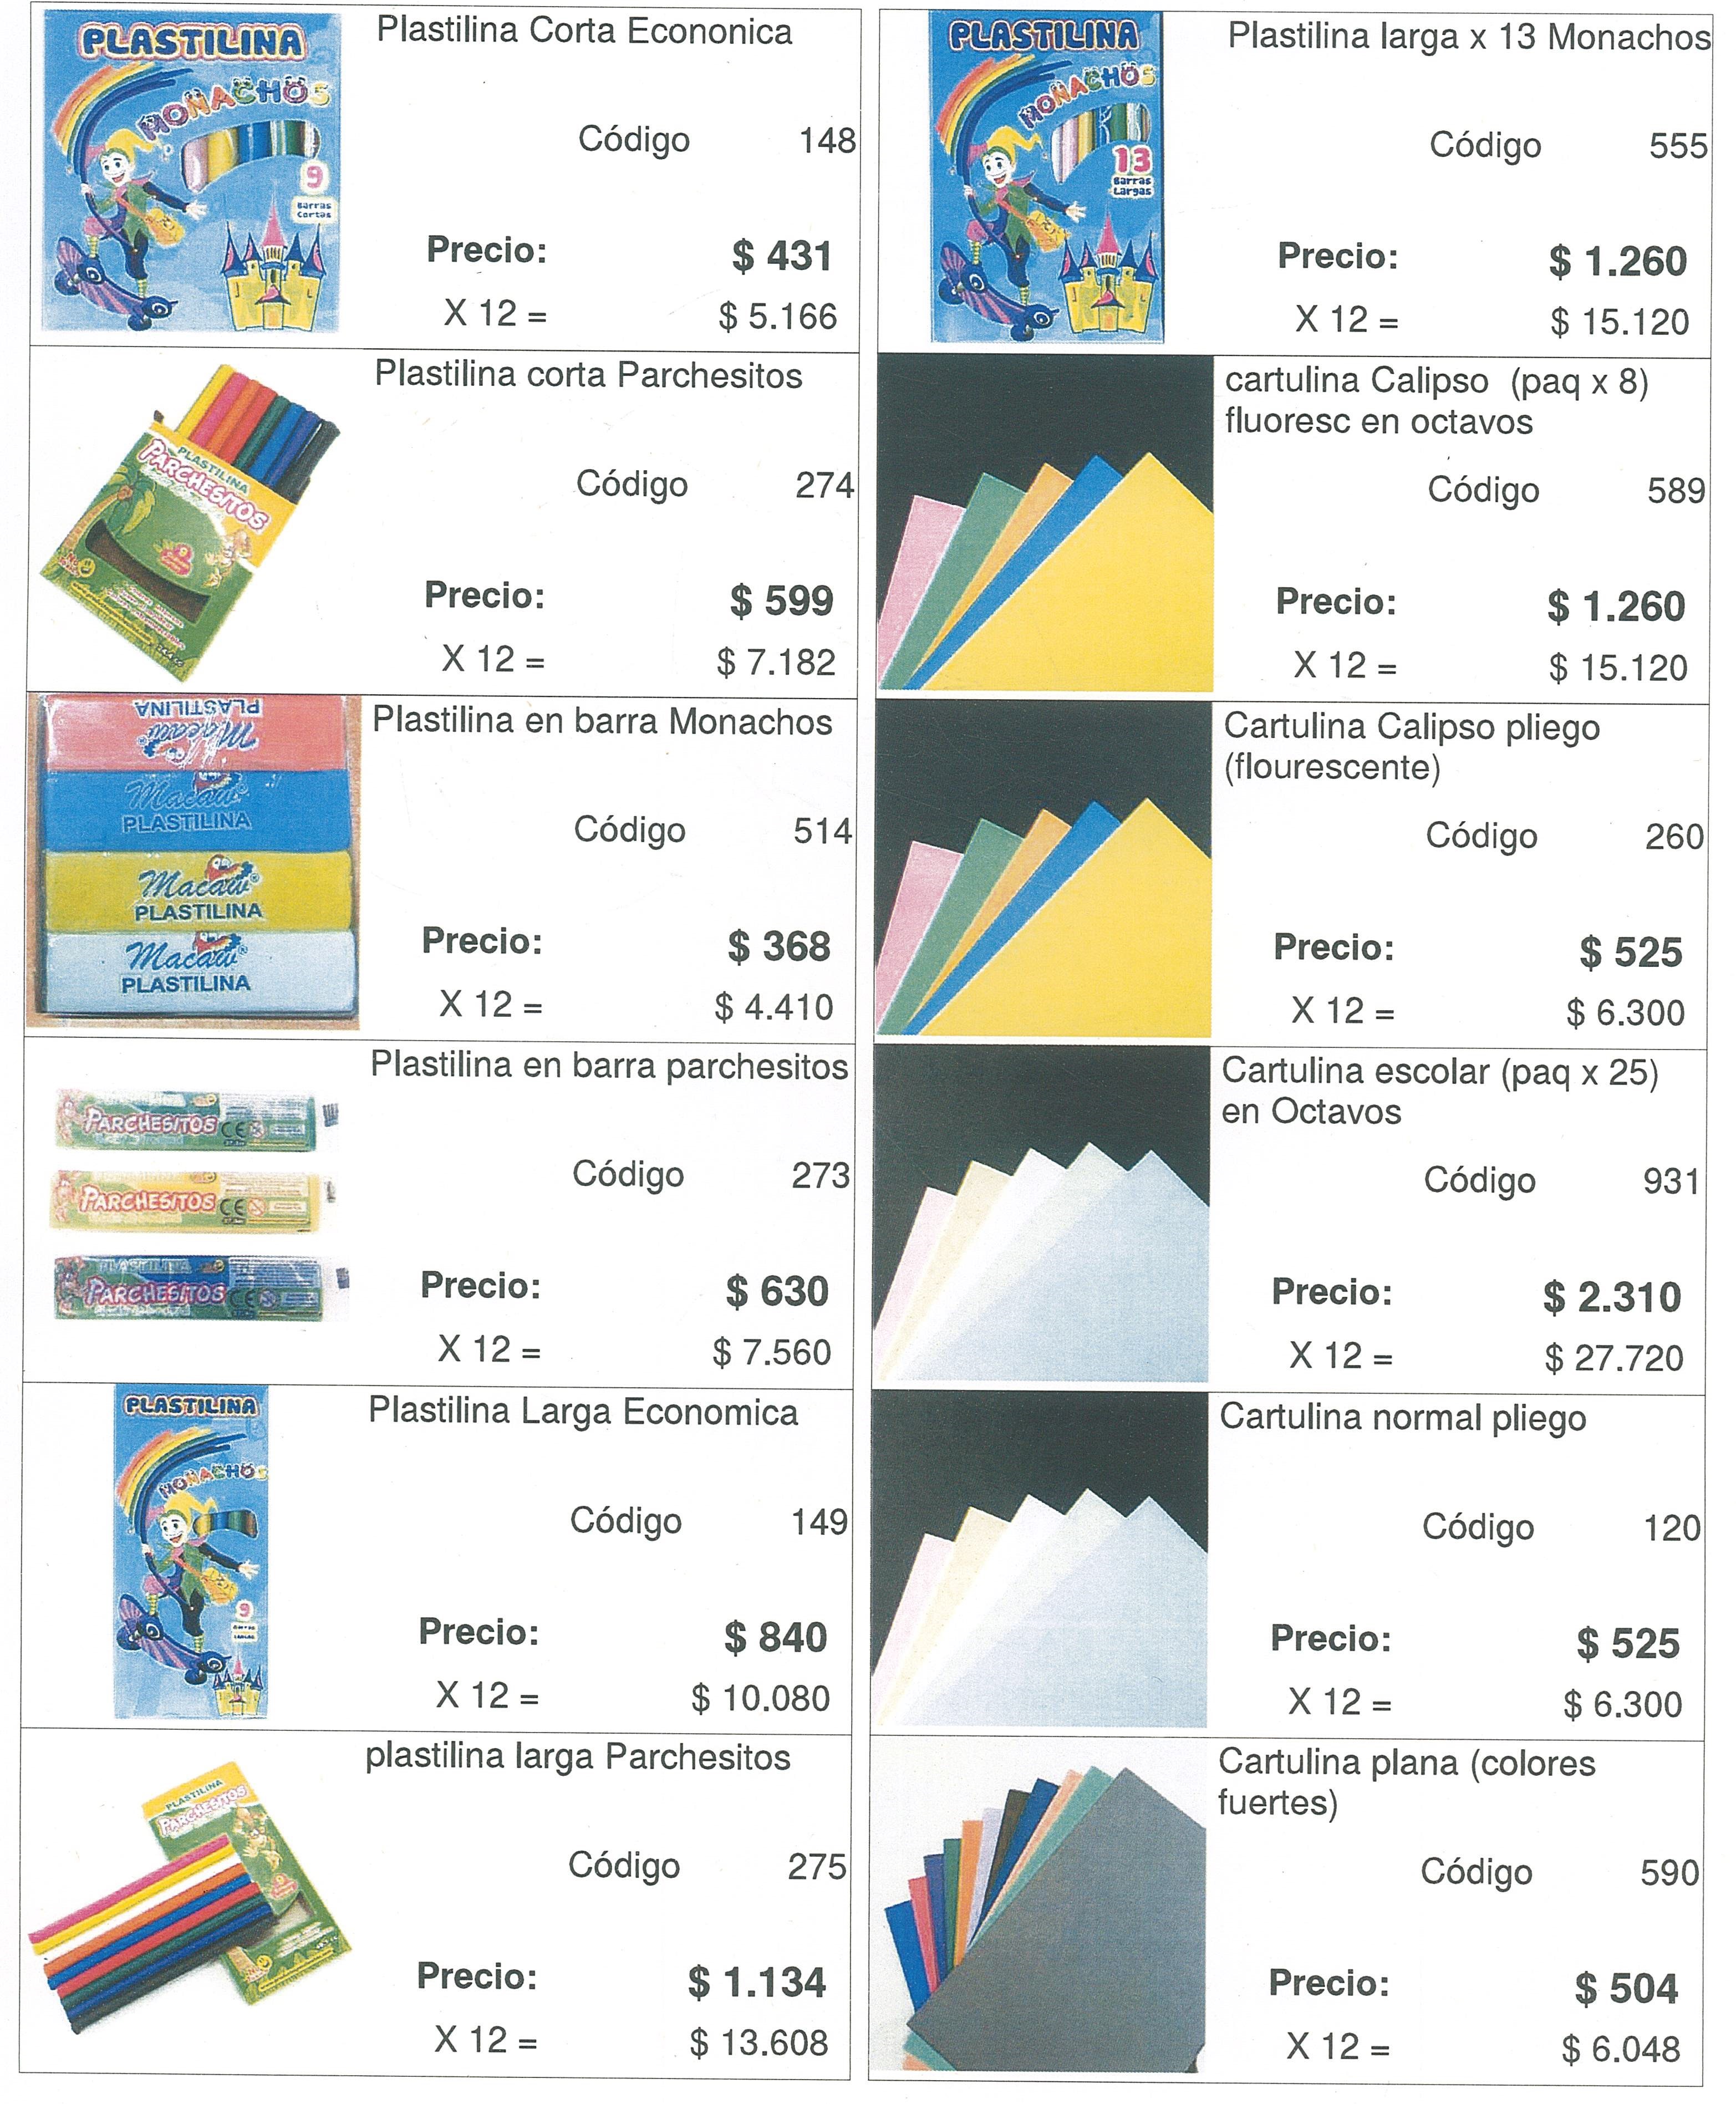 PLASTILINA
MONACHOS
9
Barras
Cortas
Plastilina Corta Econonica
Código 148
Precio: $ 431
X 12 = $ 5.166
PLASTILINA
PARCHESITOS
Plastilina corta Parchesitos
Código 274
Precio: $ 599
X 12 = $ 7.182
PLASTILINA
Macaw
Macaw
PLASTILINA
Macaw®
PLASTILINA
Macaw®
PLASTILINA
Plastilina en barra Monachos
Código 514
Precio: $ 368
X 12 = $ 4.410
PARCHESITOS CE
PARCHESITOS CE
PLASTILINA
PARCHESITOS CE
Plastilina en barra parchesitos
Código 273
Precio: $ 630
X 12 = $ 7.560
PLASTILINA
MONACHOS
9
Plastilina Larga Economica
Código 149
Precio: $ 840
X 12 = $ 10.080
PLASTILINA
PARCHESITOS
plastilina larga Parchesitos
Código 275
Precio: $ 1.134
X 12 = $ 13.608
PLASTILINA
MONACHOS
13
Barras
Largas
Plastilina larga x 13 Monachos
Código 555
Precio: $ 1.260
X 12 = $ 15.120
cartulina Calipso (paq x 8)
fluoresc en octavos
Código 589
Precio: $ 1.260
X 12 = $ 15.120
Cartulina Calipso pliego
(flourescente)
Código 260
Precio: $ 525
X 12 = $ 6.300
Cartulina escolar (paq x 25)
en Octavos
Código 931
Precio: $ 2.310
X 12 = $ 27.720
Cartulina normal pliego
Código 120
Precio: $ 525
X 12 = $ 6.300
Cartulina plana (colores
fuertes)
Código 590
Precio: $ 504
X 12 = $ 6.048